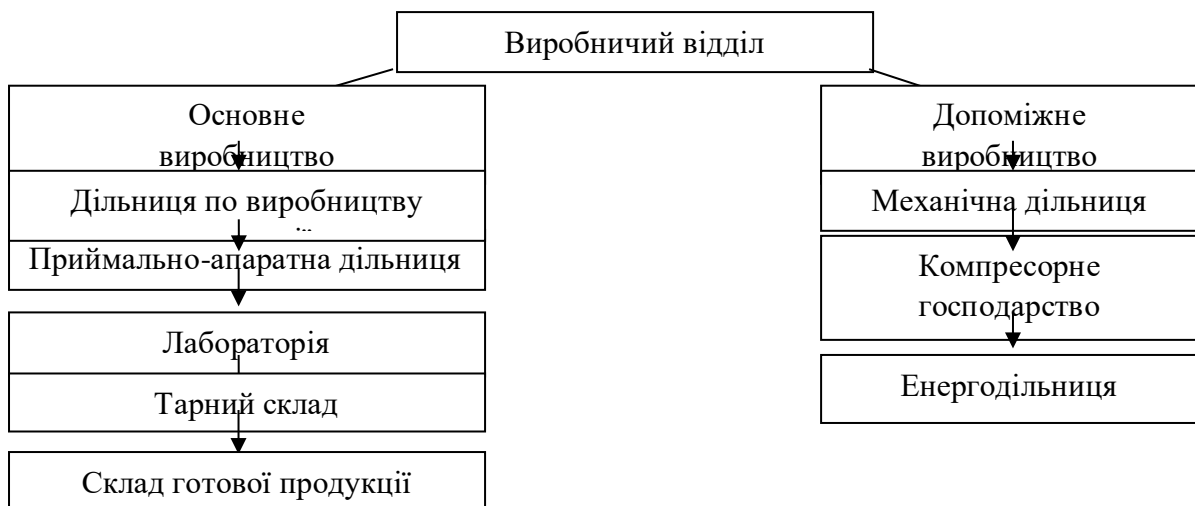 Виробничий відділ
Основне
виробництво
Дільниця по виробництву
Приймально-апаратна дільниця
Лабораторія
Тарний склад
Склад готової продукції
Допоміжне
виробництво
Механічна дільниця
Компресорне
господарство
Енергодільниця